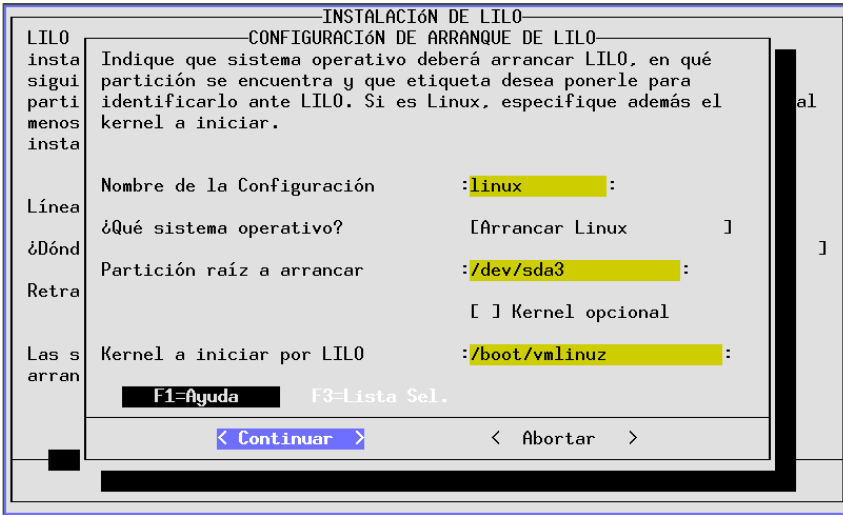 INSTALACIóN DE LILO
LILO
CONFIGURACIóN DE ARRANQUE DE LILO
insta
Indique que sistema operativo deberá arrancar LILO, en qué
sigui
partición se encuentra y que etiqueta desea ponerle para
parti
identificarlo ante LILO. Si es Linux, especifique además el
al
menos
kernel a iniciar.
insta
Nombre de la Configuración :linux :
Línea
¿Qué sistema operativo? [Arrancar Linux ]
¿Dónd
]
Partición raíz a arrancar :/dev/sda3 :
Retra
[ ] Kernel opcional
Las s
Kernel a iniciar por LILO :/boot/vmlinuz :
arran
F1=Ayuda F3=Lista Sel.
< Continuar > < Abortar >